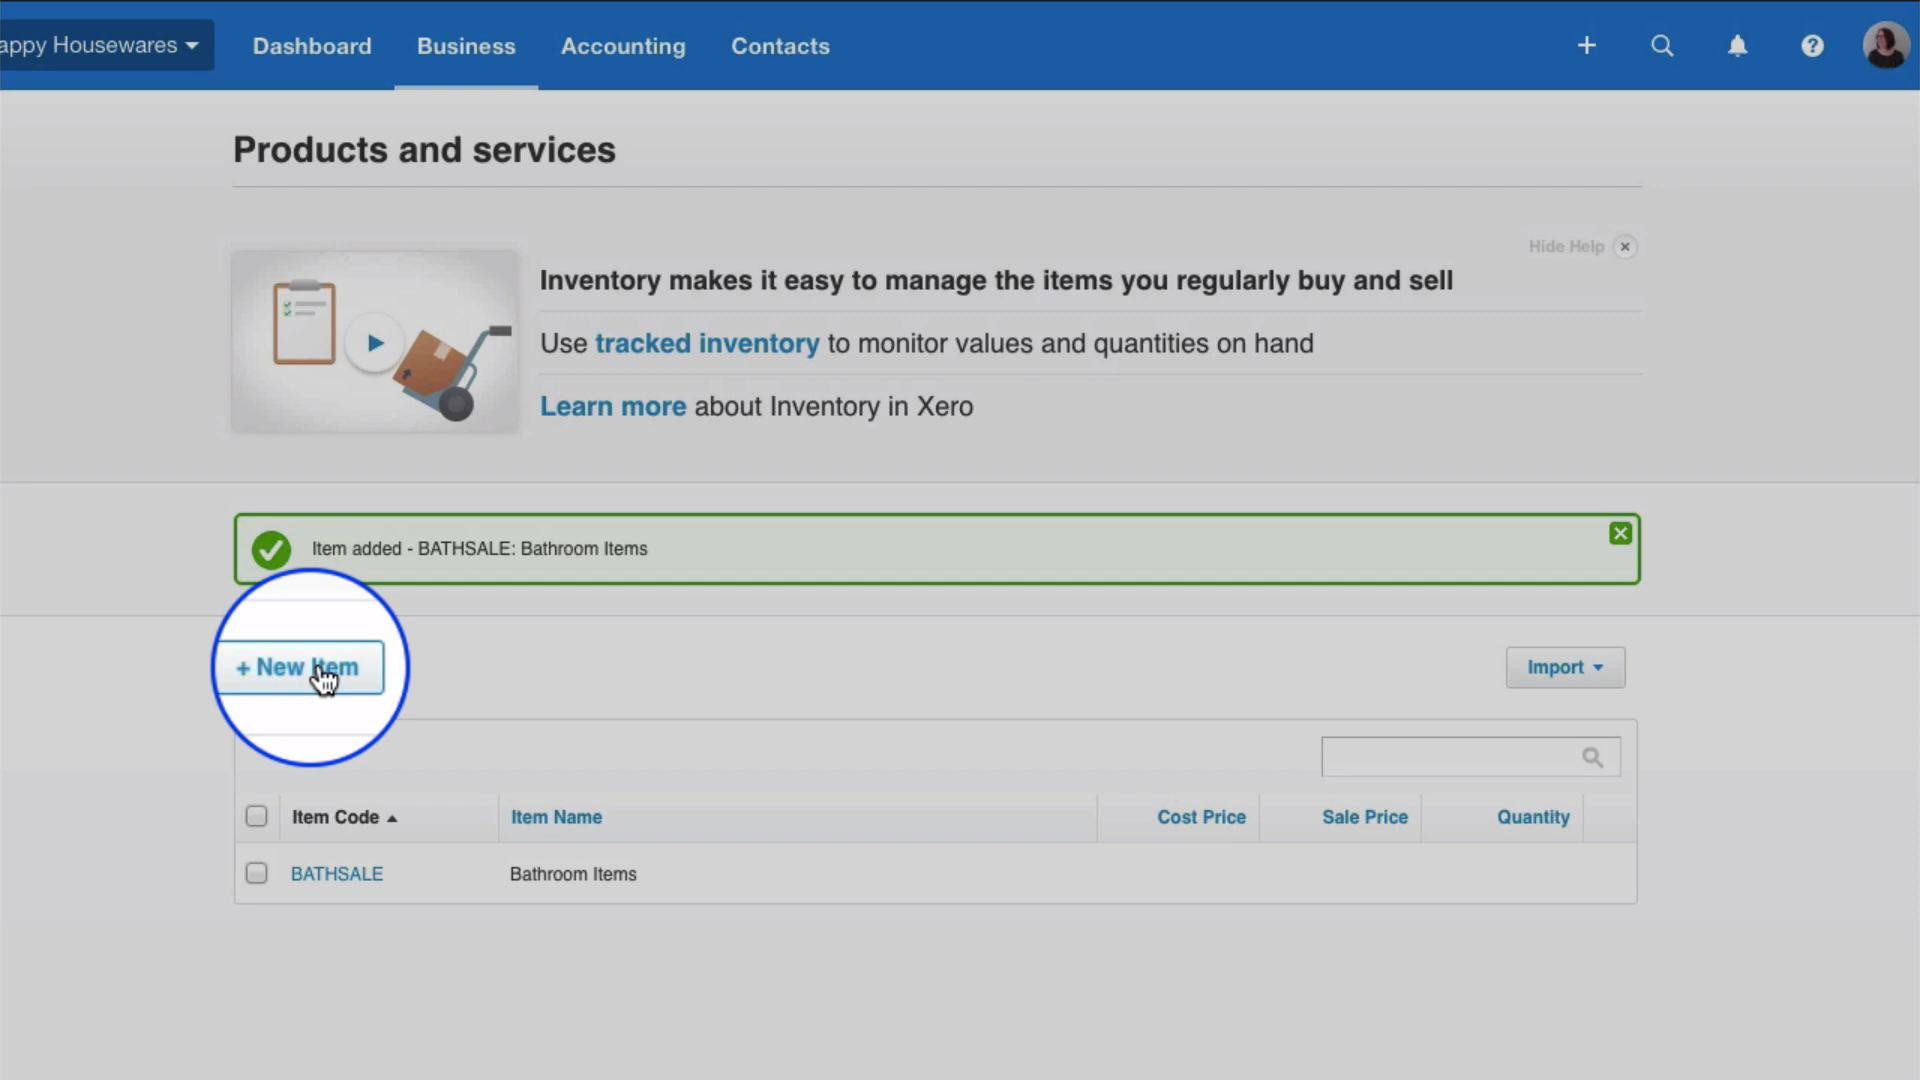 appy Housewares
Dashboard
Business
Accounting
Contacts
Products and services
Hide Help
Inventory makes it easy to manage the items you regularly buy and sell
Use tracked inventory to monitor values and quantities on hand
Learn more about Inventory in Xero
Item added - BATHSALE: Bathroom Items
+ New Item
Import
Item Code
Item Name
Cost Price
Sale Price
Quantity
BATHSALE
Bathroom Items